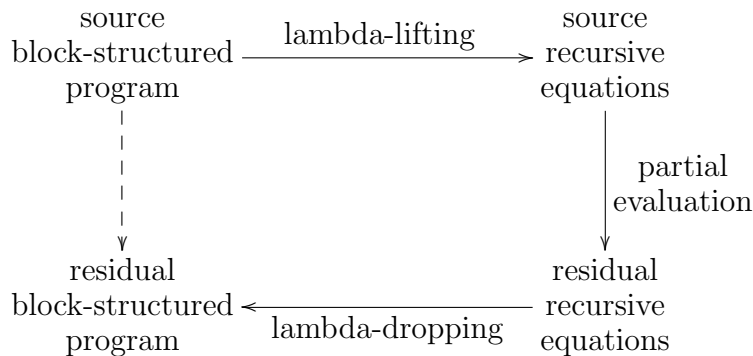 source
block-structured
program
lambda-lifting
source
recursive
equations
partial
evaluation
residual
block-structured
program
lambda-dropping
residual
recursive
equations